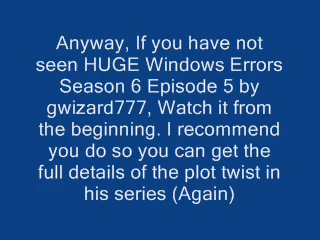 Anyway, If you have not
seen HUGE Windows Errors
Season 6 Episode 5 by
gwizard777, Watch it from
the beginning. I recommend
you do so you can get the
full details of the plot twist in
his series (Again)